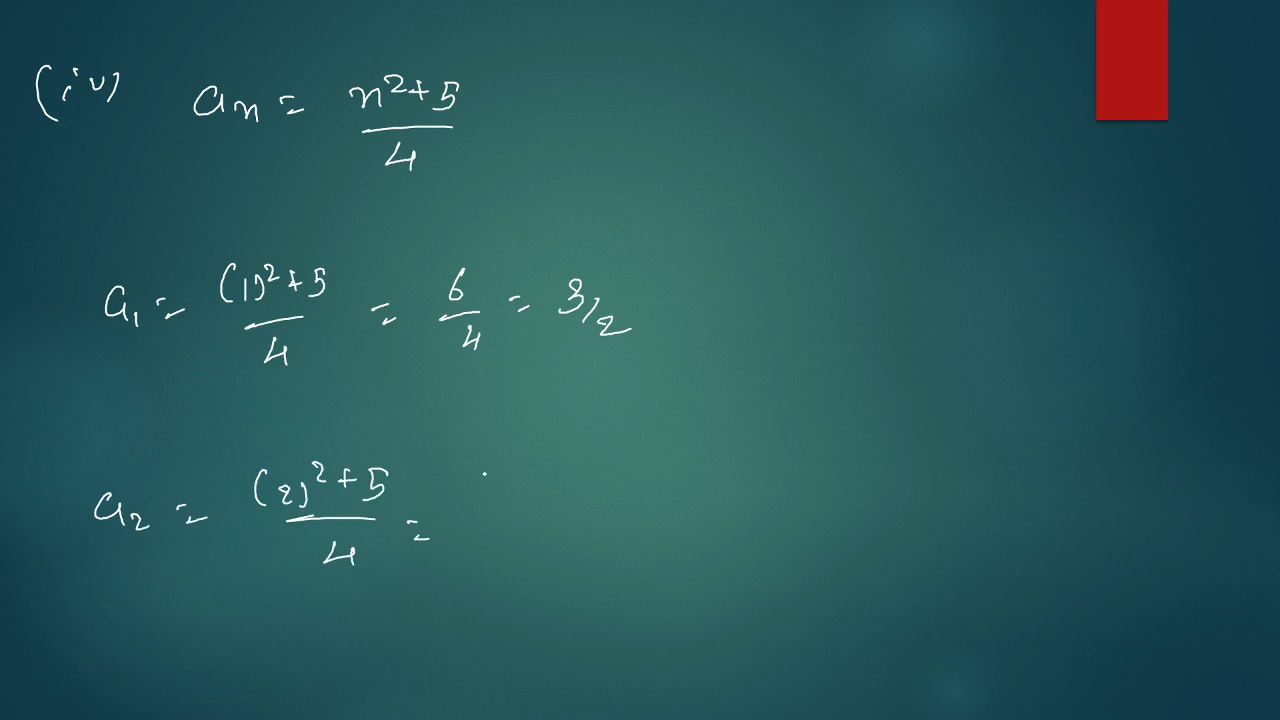 (iv) aₙ = n²+5 / 4
a₁ = (1)²+5 / 4 = 6/4 = 3/2
a₂ = (2)²+5 / 4 =